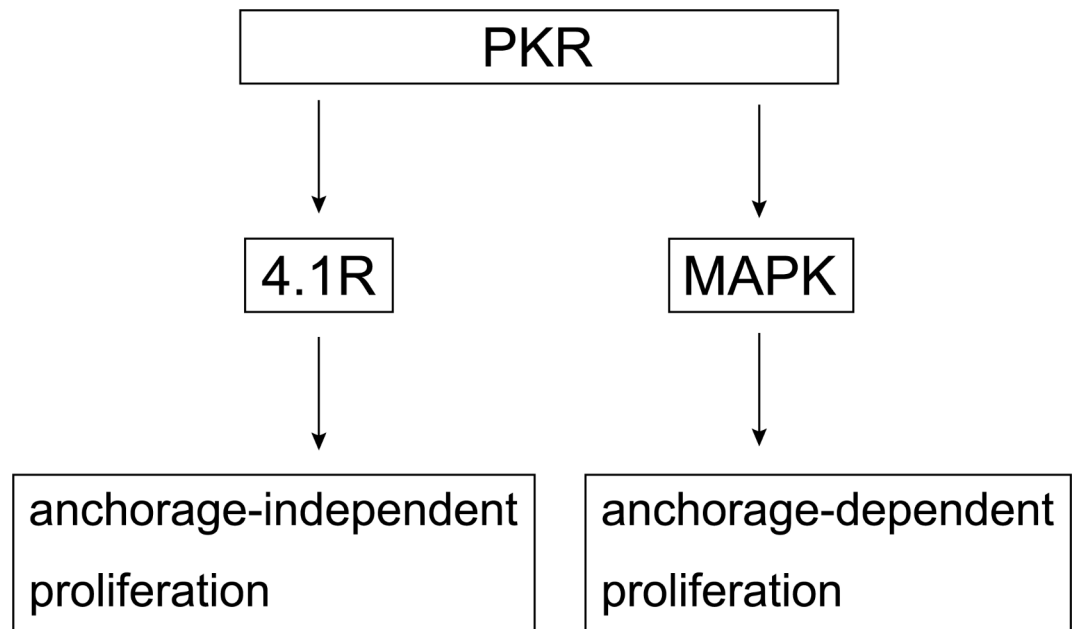 PKR
4.1R
MAPK
anchorage-independent
proliferation
anchorage-dependent
proliferation